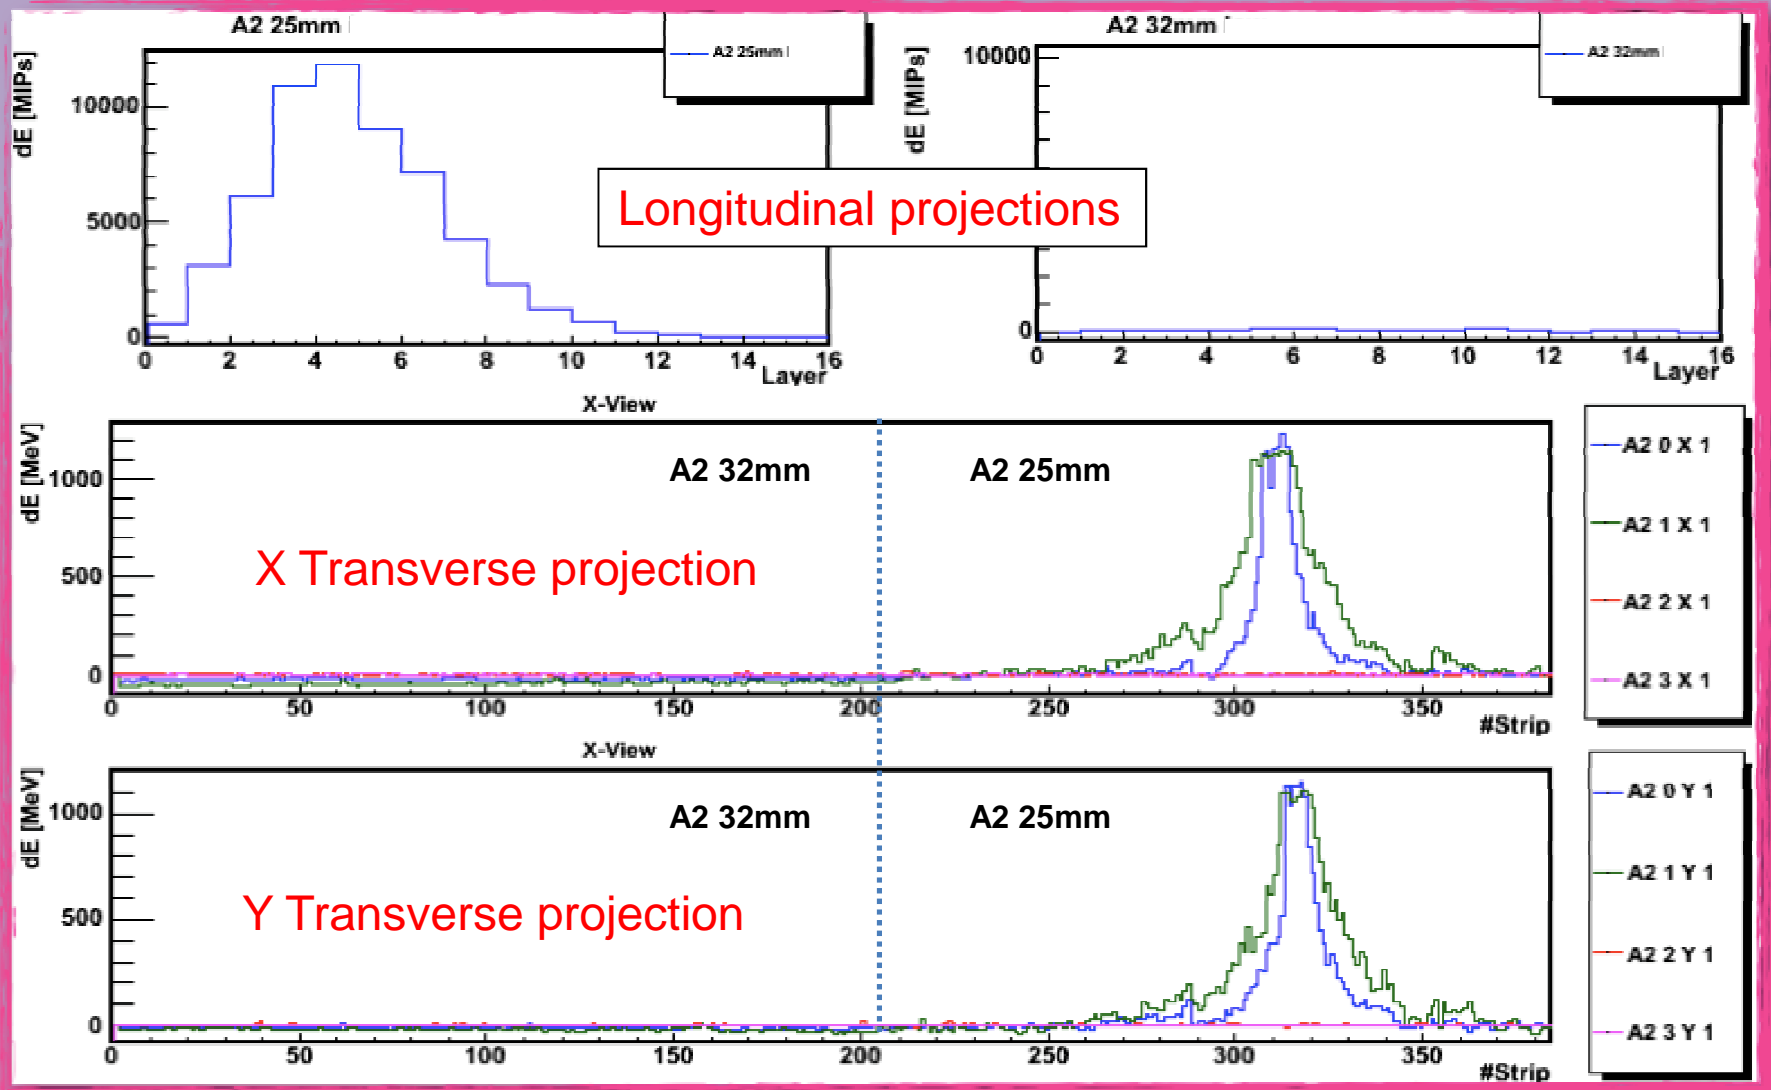 A2 25mm
A2 25mm
dE [MIPs]
10000
5000
0
0 2 4 6 8 10 12 14 16
Layer
A2 32mm
A2 32mm
dE [MIPs]
10000
0
0 2 4 6 8 10 12 14 16
Layer
Longitudinal projections
X-View
dE [MeV]
1000
500
0
A2 32mm
A2 25mm
X Transverse projection
0 50 100 150 200 250 300 350
#Strip
A2 0 X 1
A2 1 X 1
A2 2 X 1
A2 3 X 1
X-View
dE [MeV]
1000
500
0
A2 32mm
A2 25mm
Y Transverse projection
0 50 100 150 200 250 300 350
#Strip
A2 0 Y 1
A2 1 Y 1
A2 2 Y 1
A2 3 Y 1